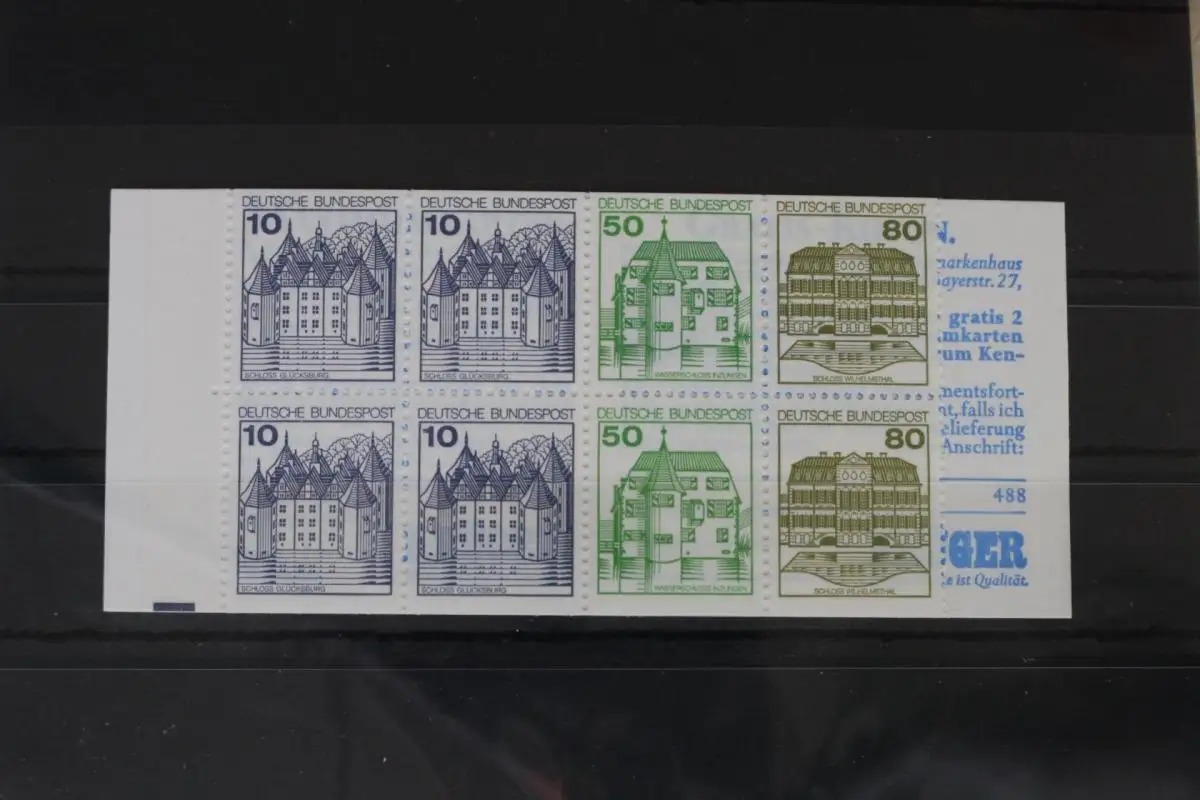 DEUTSCHE BUNDESPOST
10
SCHLOSS GLÜCKSBURG
DEUTSCHE BUNDESPOST
10
SCHLOSS GLÜCKSBURG
DEUTSCHE BUNDESPOST
50
WASSERSCHLOSS INZLINGEN
DEUTSCHE BUNDESPOST
80
SCHLOSS WILHELMSTHAL
DEUTSCHE BUNDESPOST
10
SCHLOSS GLÜCKSBURG
DEUTSCHE BUNDESPOST
10
SCHLOSS GLÜCKSBURG
DEUTSCHE BUNDESPOST
50
WASSERSCHLOSS INZLINGEN
DEUTSCHE BUNDESPOST
80
SCHLOSS WILHELMSTHAL
N.
markenhaus
ayerstr. 27,
gratis 2
mkarten
um Ken-
mentsfort-
nt, falls ich
elieferung
Anschrift:
488
GER
e ist Qualität.